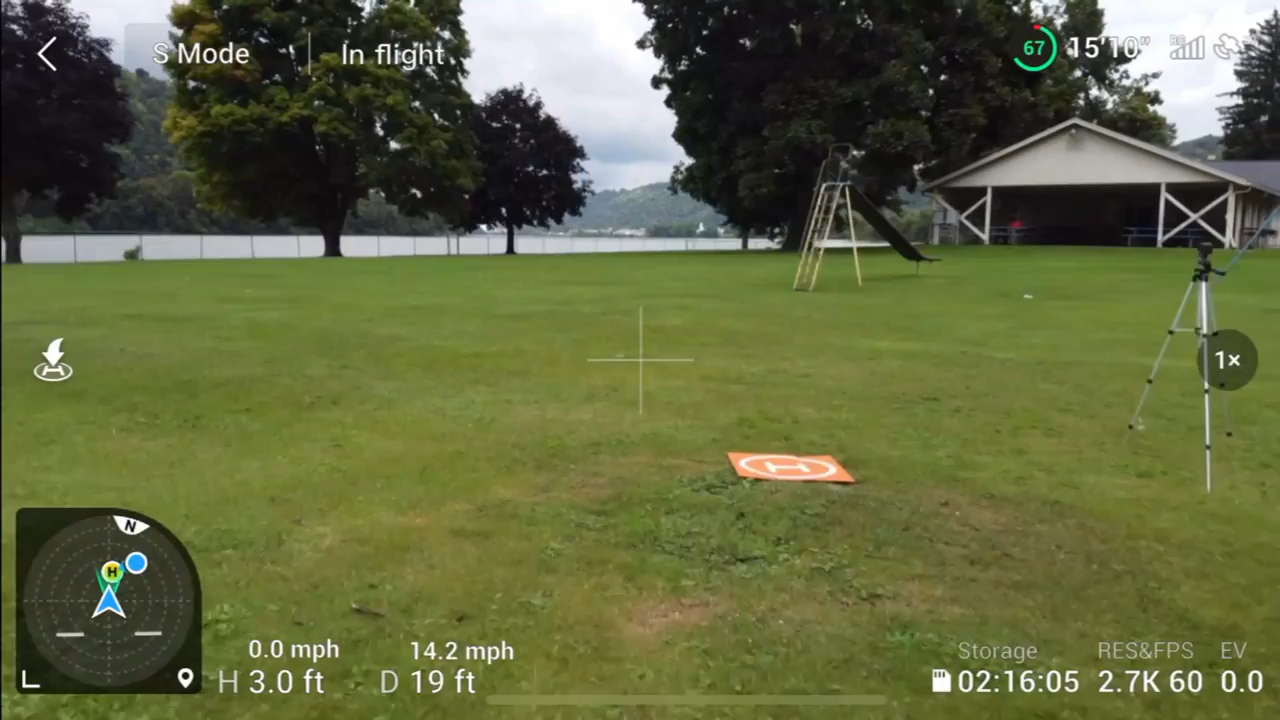 S Mode | In flight
67 15'10" RC
1×
H
N
H
0.0 mph 14.2 mph
H 3.0 ft D 19 ft
Storage RES&FPS EV
02:16:05 2.7K 60 0.0